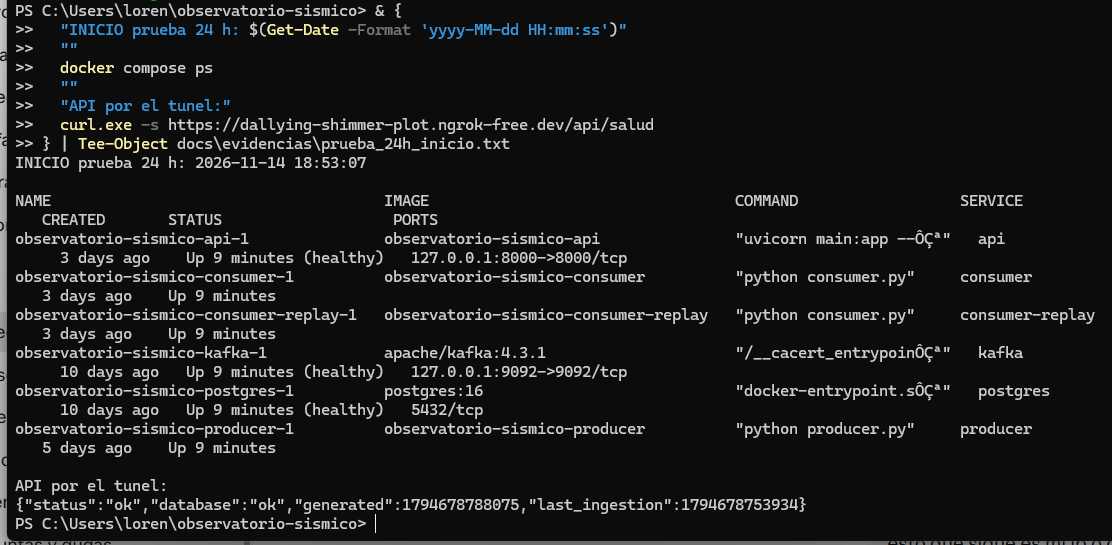 PS C:\Users\loren\observatorio-sismico> & {
>>   "INICIO prueba 24 h: $(Get-Date -Format 'yyyy-MM-dd HH:mm:ss')"
>>   ""
>>   docker compose ps
>>   ""
>>   "API por el tunel:"
>>   curl.exe -s https://dallying-shimmer-plot.ngrok-free.dev/api/salud
>> } | Tee-Object docs\evidencias\prueba_24h_inicio.txt
INICIO prueba 24 h: 2026-11-14 18:53:07
NAME IMAGE COMMAND SERVICE
CREATED STATUS PORTS
observatorio-sismico-api-1 observatorio-sismico-api "uvicorn main:app --ÔÇª" api
3 days ago Up 9 minutes (healthy) 127.0.0.1:8000->8000/tcp
observatorio-sismico-consumer-1 observatorio-sismico-consumer "python consumer.py" consumer
3 days ago Up 9 minutes
observatorio-sismico-consumer-replay-1 observatorio-sismico-consumer-replay "python consumer.py" consumer-replay
3 days ago Up 9 minutes
observatorio-sismico-kafka-1 apache/kafka:4.3.1 "/__cacert_entrypoinÔÇª" kafka
10 days ago Up 9 minutes (healthy) 127.0.0.1:9092->9092/tcp
observatorio-sismico-postgres-1 postgres:16 "docker-entrypoint.sÔÇª" postgres
10 days ago Up 9 minutes (healthy) 5432/tcp
observatorio-sismico-producer-1 observatorio-sismico-producer "python producer.py" producer
5 days ago Up 9 minutes
API por el tunel:
{"status":"ok","database":"ok","generated":1794678788075,"last_ingestion":1794678753934}
PS C:\Users\loren\observatorio-sismico>